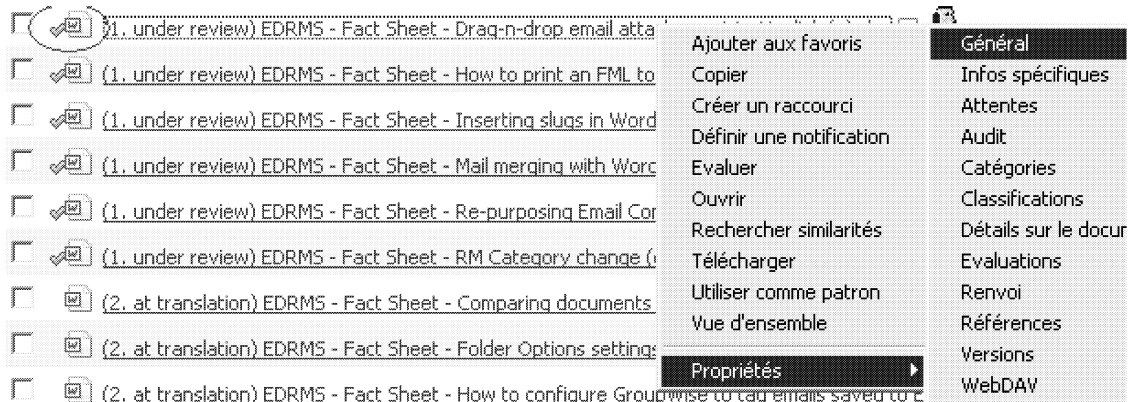 (1. under review) EDRMS - Fact Sheet - Drag-n-drop email atta
(1. under review) EDRMS - Fact Sheet - How to print an FML to
(1. under review) EDRMS - Fact Sheet - Inserting slugs in Word
(1. under review) EDRMS - Fact Sheet - Mail merging with Word
(1. under review) EDRMS - Fact Sheet - Re-purposing Email Cor
(1. under review) EDRMS - Fact Sheet - RM Category change (
(2. at translation) EDRMS - Fact Sheet - Comparing documents
(2. at translation) EDRMS - Fact Sheet - Folder Options settings
(2. at translation) EDRMS - Fact Sheet - How to configure Groupwise to tag emails saved to E
Ajouter aux favoris
Copier
Créer un raccourci
Définir une notification
Evaluer
Ouvrir
Rechercher similarités
Télécharger
Utiliser comme patron
Vue d'ensemble
Propriétés
Général
Infos spécifiques
Attentes
Audit
Catégories
Classifications
Détails sur le docur
Evaluations
Renvoi
Références
Versions
WebDAV